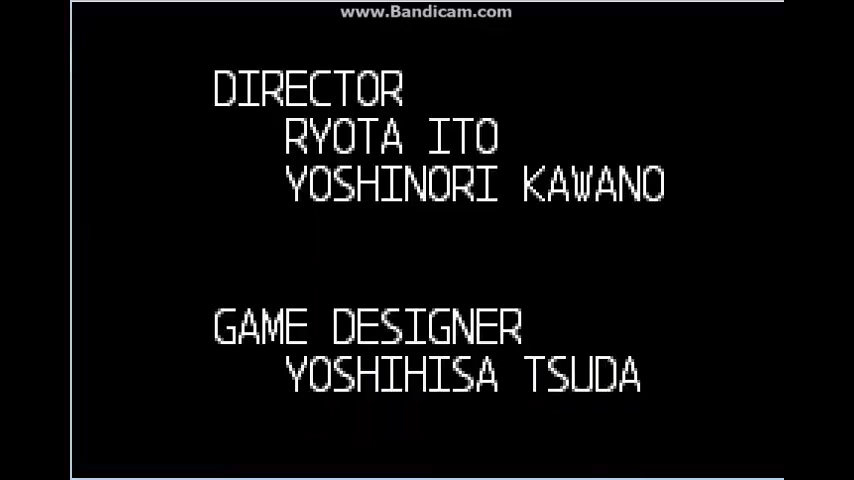 www.Bandicam.com
DIRECTOR
RYOTA ITO
YOSHINORI KAWANO
GAME DESIGNER
YOSHIHISA TSUDA